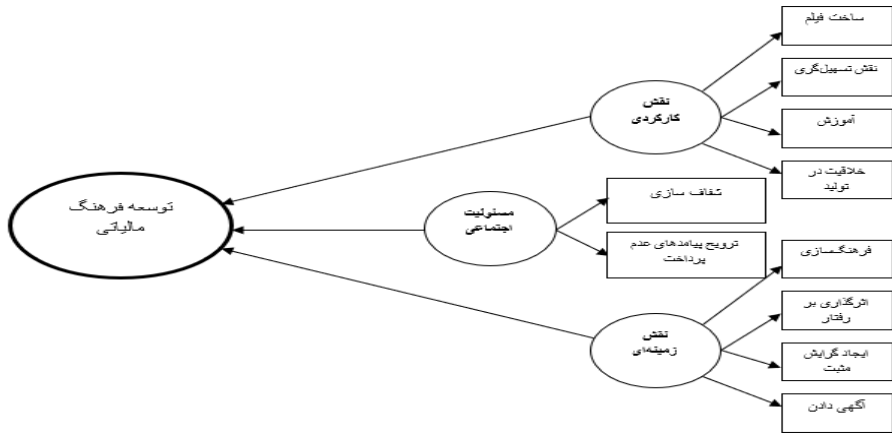 ساخت فیلم
نقش تسهیل‌گری
نقش
کارکردی
آموزش
خلاقیت در
تولید
شفاف سازی
مسئولیت
اجتماعی
توسعه فرهنگ
مالیاتی
ترویج پیامدهای عدم
پرداخت
فرهنگ‌سازی
اثرگذاری بر
رفتار
نقش
زمینه‌ای
ایجاد گرایش
مثبت
آگهی دادن